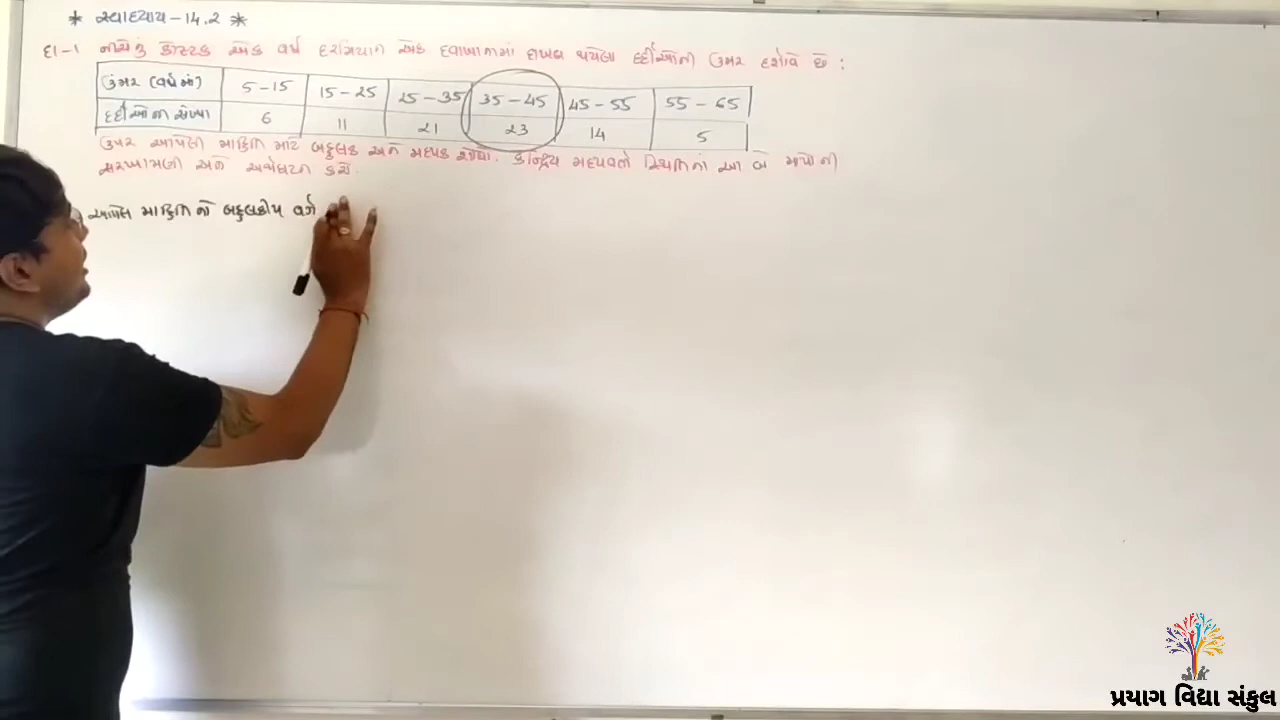 * સ્વાધ્યાય - 14.2 *
દા-1 નીચેનું કોષ્ટક એક વર્ષ દરમિયાન એક દવાખાનામાં દાખલ થયેલા દર્દીઓની ઉંમર દર્શાવે છે :
ઉંમર (વર્ષમાં) 5-15 15-25 25-35 35-45 45-55 55-65
દર્દીઓની સંખ્યા 6 11 21 23 14 5
ઉપર આપેલી માહિતી માટે બહુલક અને મધ્યક શોધો. કેન્દ્રિય મધ્યવર્તી સ્થિતિના આ બે માપોની
સરખામણી અને અર્થઘટન કરો.
આપેલ માહિતીનો બહુલકીય વર્ગ
પ્રયાગ વિદ્યા સંકુલ